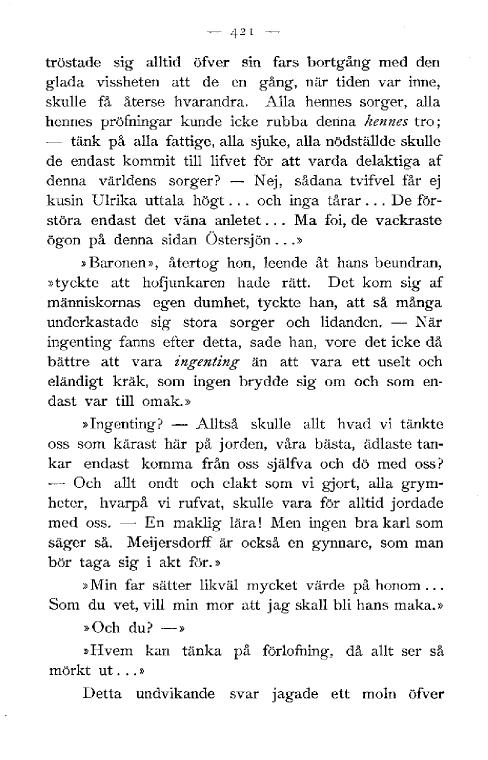 — 421 —
tröstade sig alltid öfver sin fars bortgång med den
glada vissheten att de en gång, när tiden var inne,
skulle få återse hvarandra. Alla hennes sorger, alla
hennes pröfningar kunde icke rubba denna hennes tro;
— tänk på alla fattige, alla sjuke, alla nödställde skulle
de endast kommit till lifvet för att varda delaktiga af
denna världens sorger? — Nej, sådana tvifvel får ej
kusin Ulrika uttala högt... och inga tårar... De för-
störa endast det väna anletet... Ma foi, de vackraste
ögon på denna sidan Östersjön...»
»Baronen», återtog hon, leende åt hans beundran,
»tyckte att hofjunkaren hade rätt. Det kom sig af
människornas egen dumhet, tyckte han, att så många
underkastade sig stora sorger och lidanden. — När
ingenting fanns efter detta, sade han, vore det icke då
bättre att vara ingenting än att vara ett uselt och
eländigt kräk, som ingen brydde sig om och som en-
dast var till omak.»
»Ingenting? — Alltså skulle allt hvad vi tänkte
oss som kärast här på jorden, våra bästa, ädlaste tan-
kar endast komma från oss själfva och dö med oss?
— Och allt ondt och elakt som vi gjort, alla grym-
heter, hvarpå vi rufvat, skulle vara för alltid jordade
med oss. — En maklig lära! Men ingen bra karl som
säger så. Meijersdorff är också en gynnare, som man
bör taga sig i akt för.»
»Min far sätter likväl mycket värde på honom...
Som du vet, vill min mor att jag skall bli hans maka.»
»Och du? —»
»Hvem kan tänka på förlofning, då allt ser så
mörkt ut...»
Detta undvikande svar jagade ett moln öfver